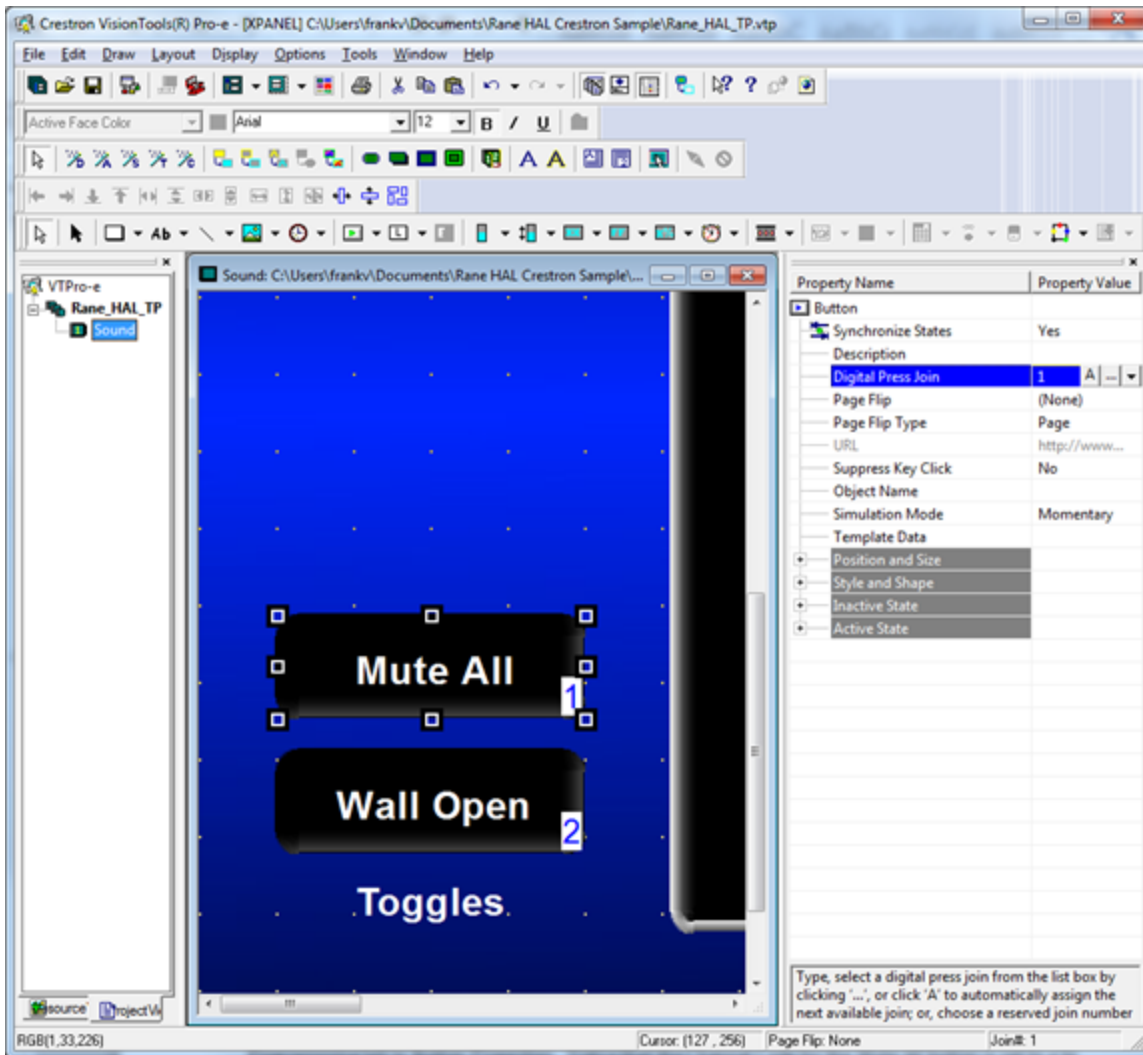 Crestron VisionTools(R) Pro-e - [XPANEL] C:\Users\frankv\Documents\Rane HAL Crestron Sample\Rane_HAL_TP.vtp
File Edit Draw Layout Display Options Tools Window Help
Active Face Color Arial 12 B / U
Ab
VTPro-e
Rane_HAL_TP
Sound
Sound: C:\Users\frankv\Documents\Rane HAL Crestron Sample\...
Mute All
1
Wall Open
2
Toggles
Property Name Property Value
Button
Synchronize States Yes
Description
Digital Press Join 1 A ...
Page Flip (None)
Page Flip Type Page
URL http://www...
Suppress Key Click No
Object Name
Simulation Mode Momentary
Template Data
Position and Size
Style and Shape
Inactive State
Active State
Type, select a digital press join from the list box by
clicking '...', or click 'A' to automatically assign the
next available join; or, choose a reserved join number
RGB(1,33,226) Cursor: (127 , 256) Page Flip: None Join#: 1